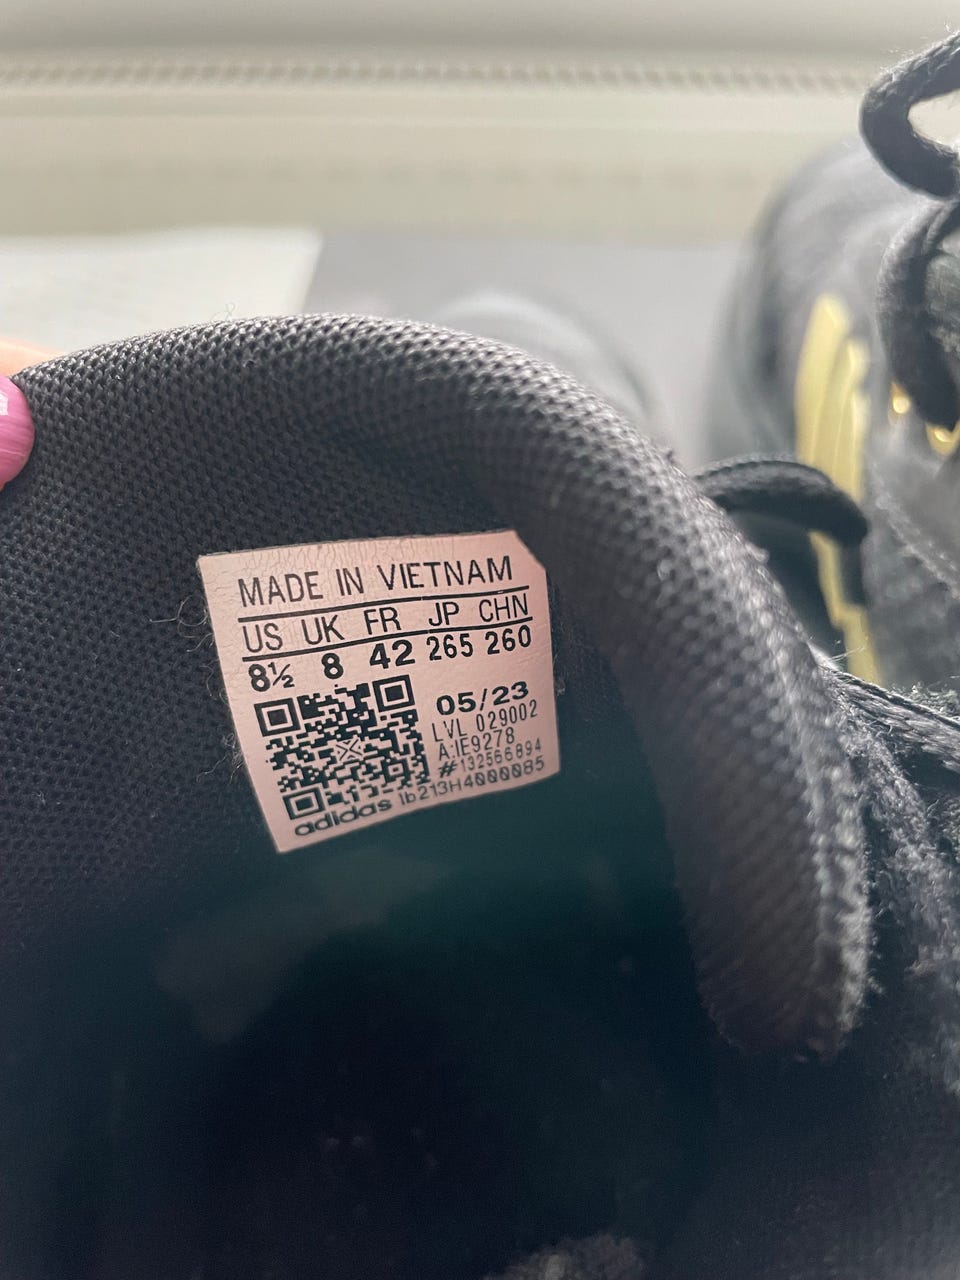 MADE IN VIETNAM
US UK FR JP CHN
8½ 8 42 265 260
05/23
LVL 029002
A:IE9278
#132566894
adidas 1b213H4000085